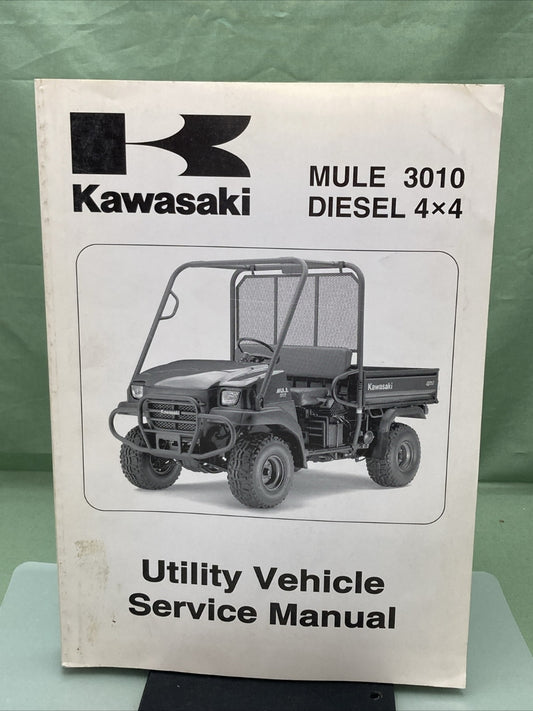 Kawasaki
MULE 3010
DIESEL 4×4
Kawasaki
Utility Vehicle
Service Manual